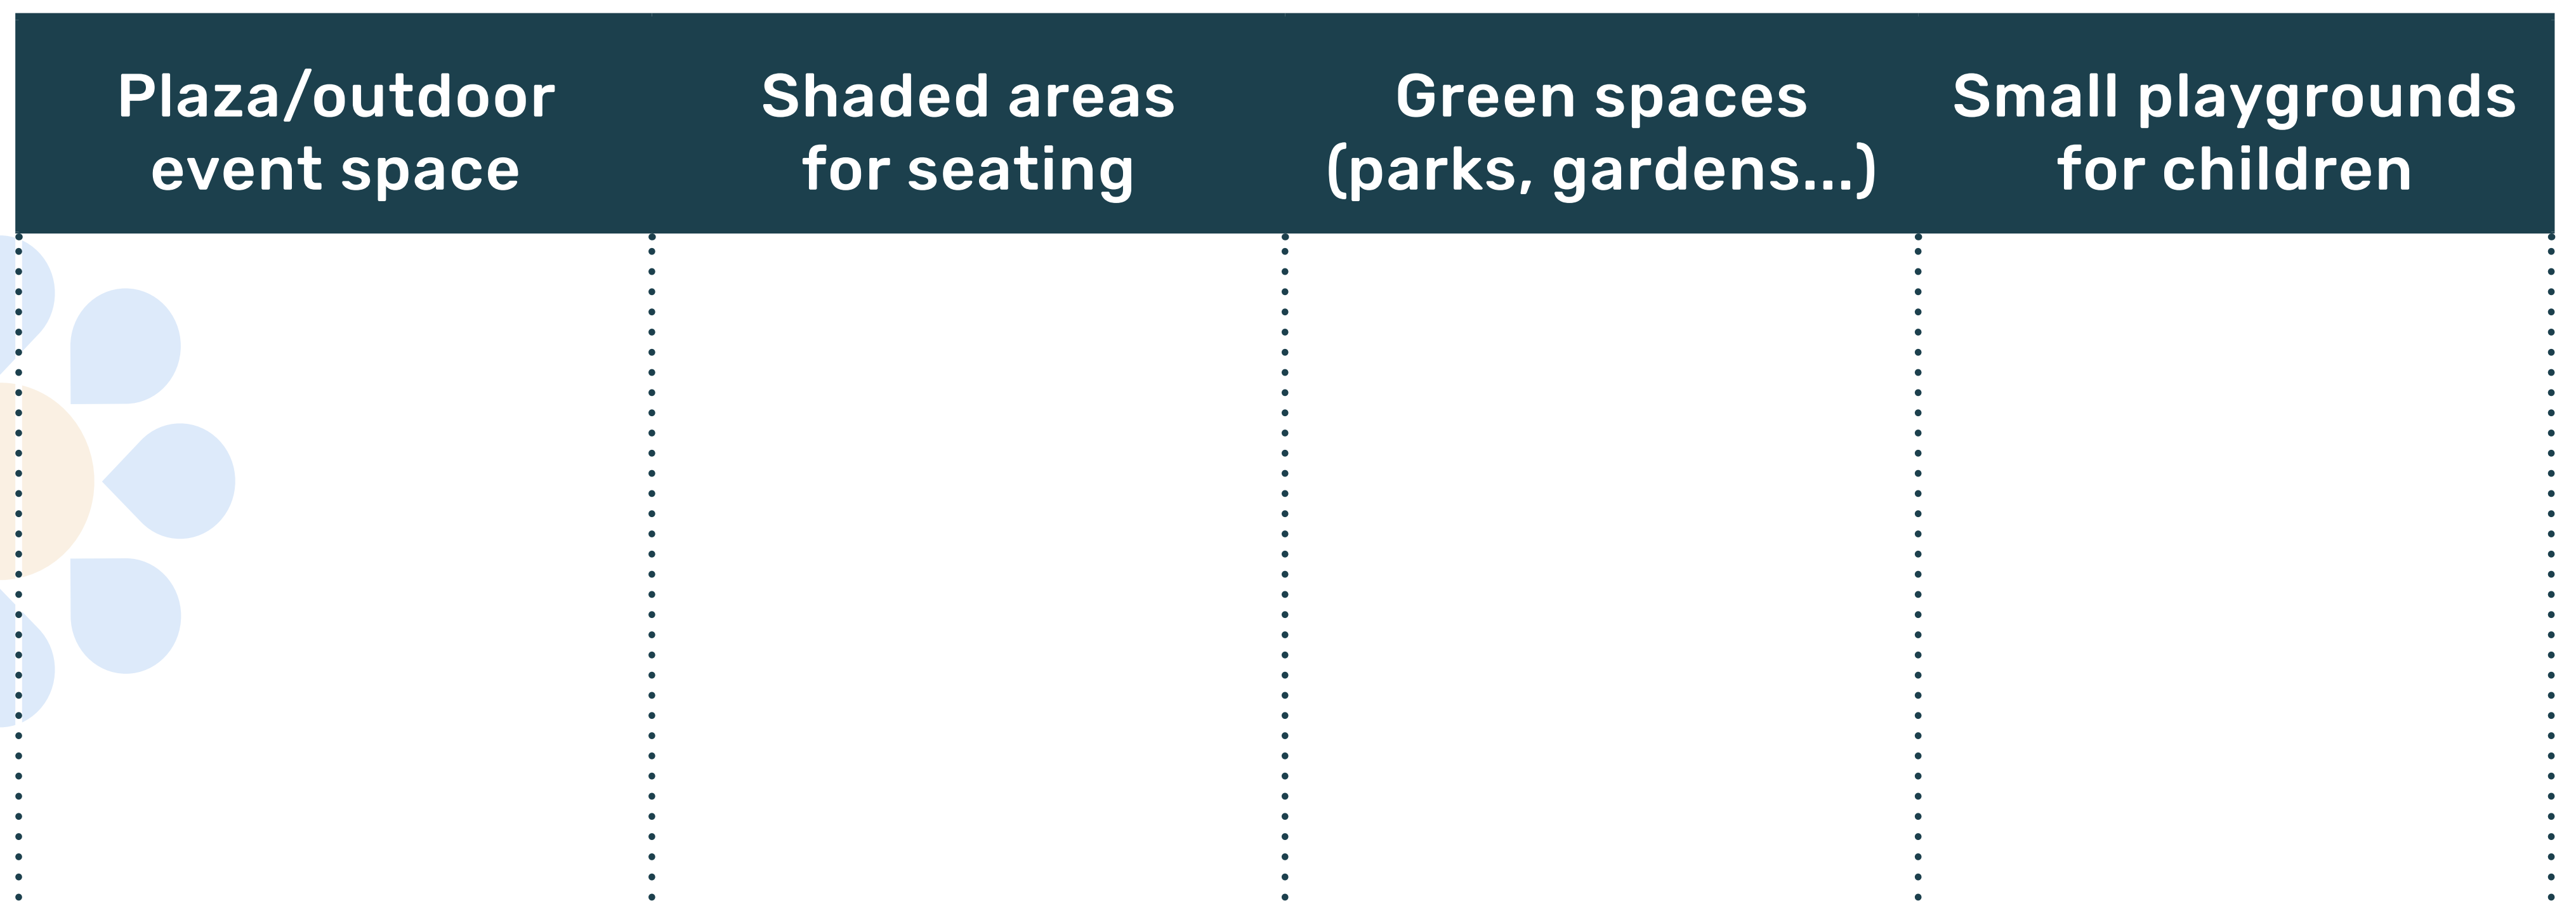 Plaza/outdoor
event space
Shaded areas
for seating
Green spaces
(parks, gardens...)
Small playgrounds
for children